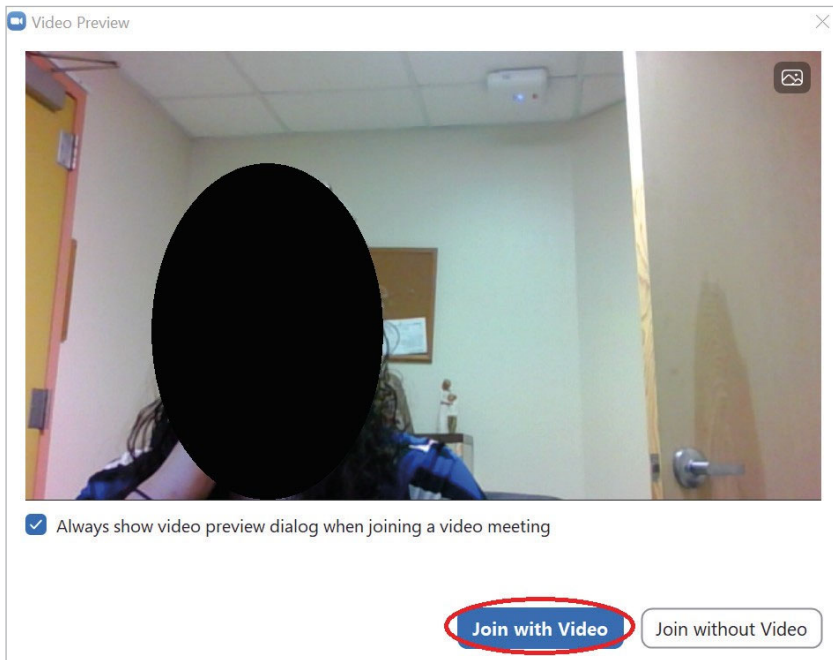 Video Preview
Always show video preview dialog when joining a video meeting
Join with Video
Join without Video